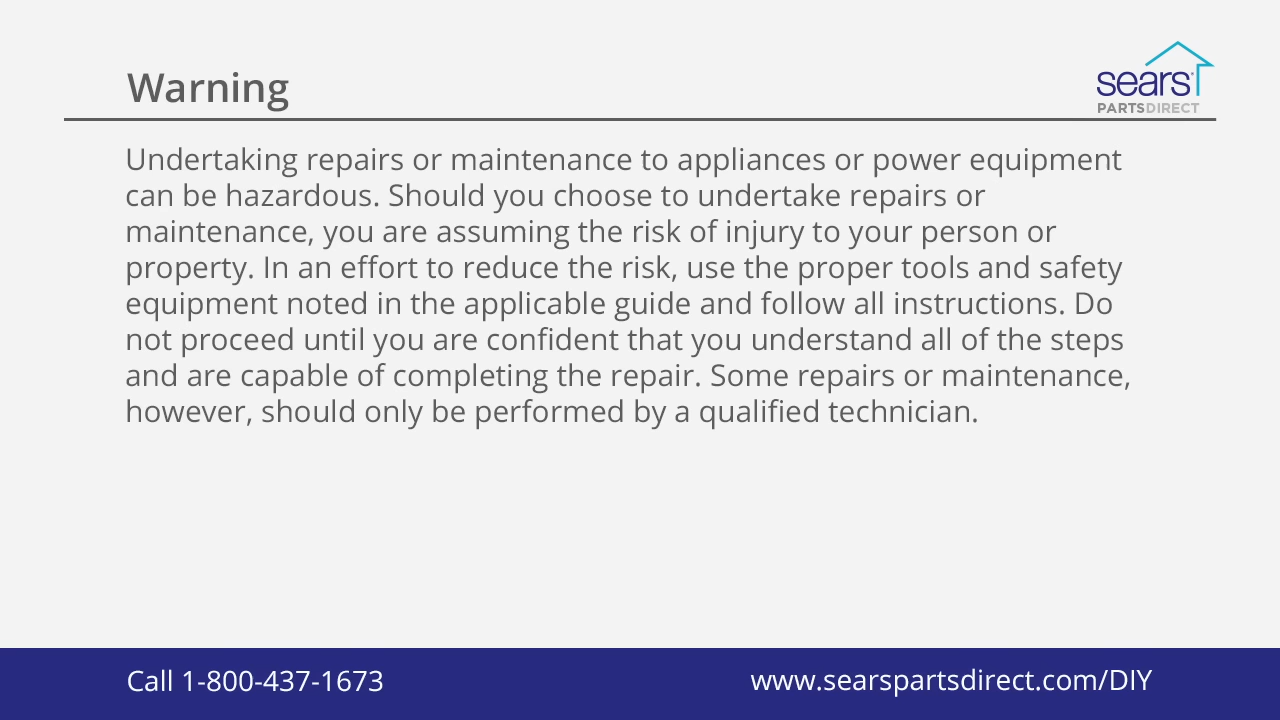 Warning
sears
PARTSDIRECT
Undertaking repairs or maintenance to appliances or power equipment
can be hazardous. Should you choose to undertake repairs or
maintenance, you are assuming the risk of injury to your person or
property. In an effort to reduce the risk, use the proper tools and safety
equipment noted in the applicable guide and follow all instructions. Do
not proceed until you are confident that you understand all of the steps
and are capable of completing the repair. Some repairs or maintenance,
however, should only be performed by a qualified technician.
Call 1-800-437-1673
www.searspartsdirect.com/DIY